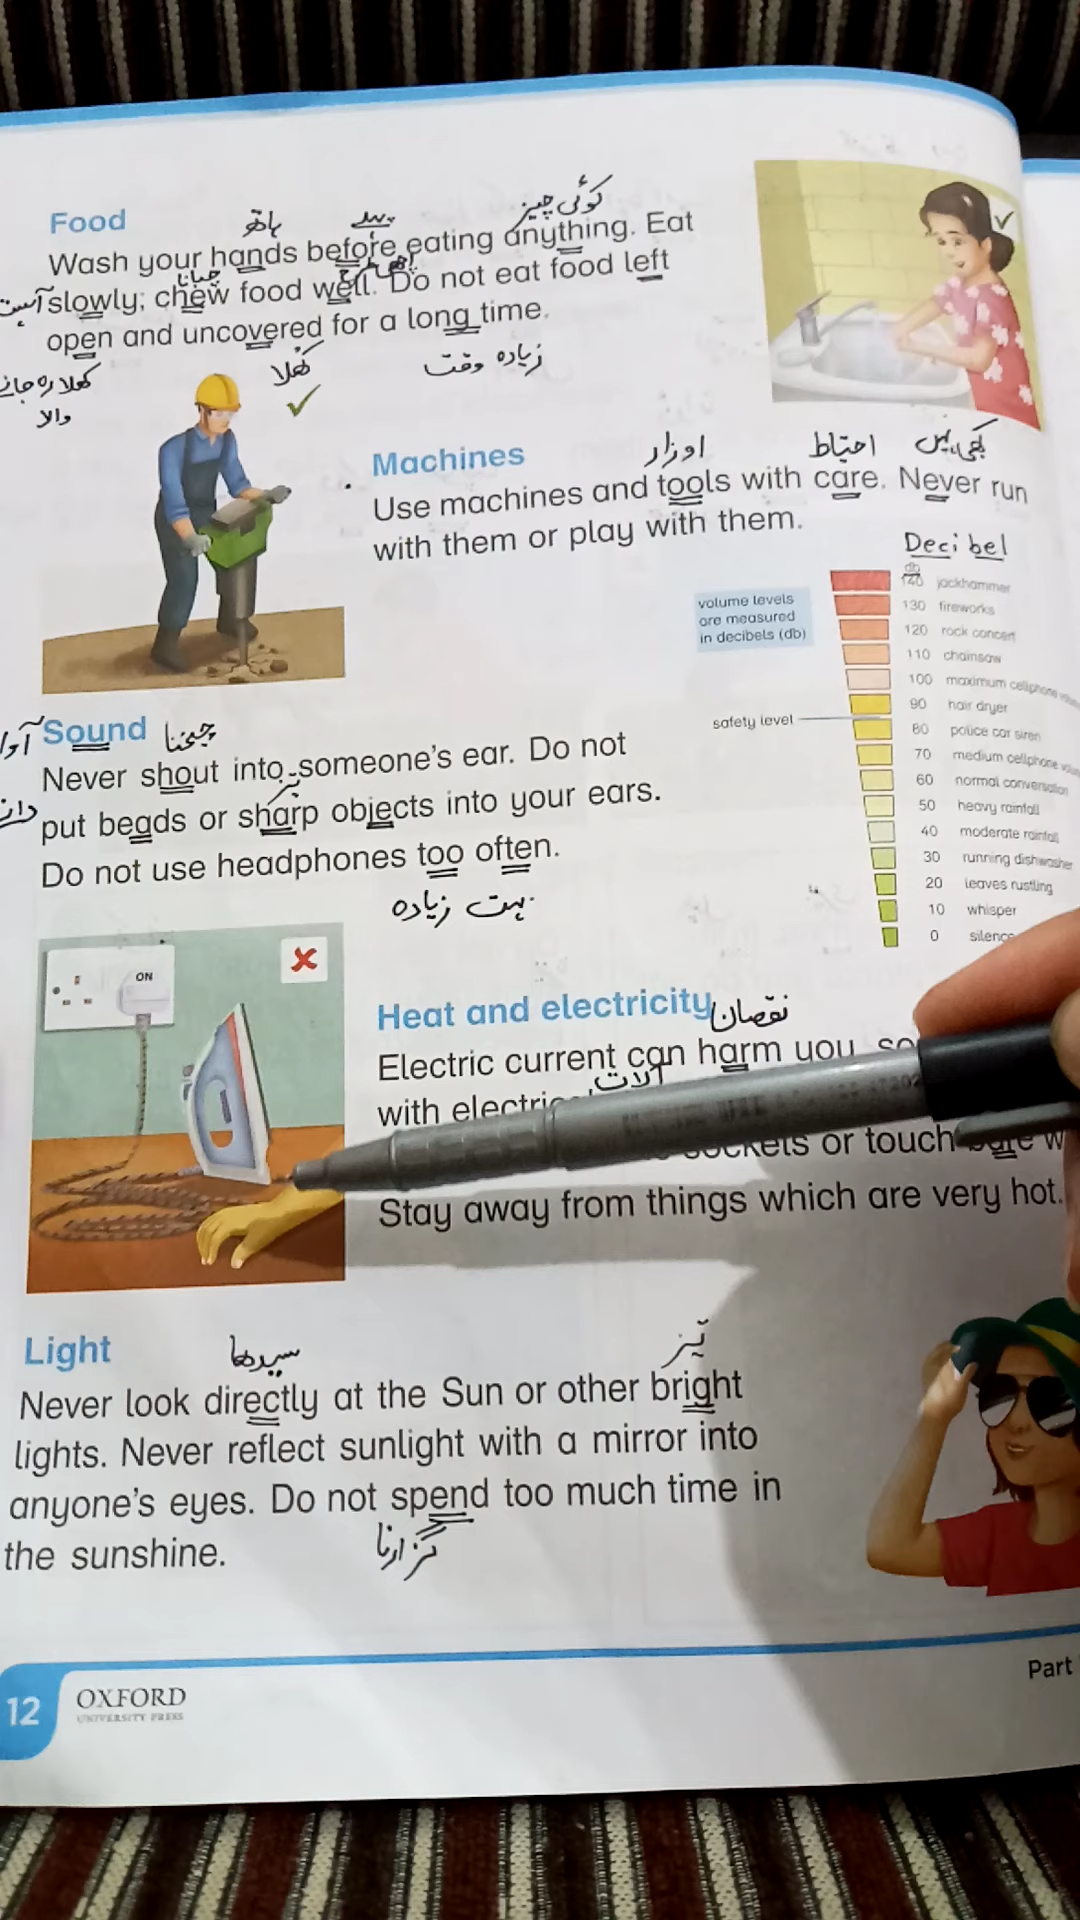 Food
ہاتھ پہلے کوئی چیز
Wash your hands before eating anything. Eat
چبانا
slowly; chew food well. Do not eat food left
open and uncovered for a long time.
کھلا رہ جانے والا کھلا زیادہ وقت
Machines
اوزار احتیاط کبھی نہیں
Use machines and tools with care. Never run
with them or play with them.
Decibel
volume levels
are measured
in decibels (db)
safety level
db
140 jackhammer
130 fireworks
120 rock concert
110 chainsaw
100 maximum cellphone
90 hair dryer
80 police car siren
70 medium cellphone
60 normal conversation
50 heavy rainfall
40 moderate rainfall
30 running dishwasher
20 leaves rustling
10 whisper
0 silence
Sound چیخنا
Never shout into someone's ear. Do not
put beads or sharp objects into your ears.
Do not use headphones too often.
بہت زیادہ
ON
Heat and electricity نقصان
Electric current can harm you, so
آلات
with
sockets or touch
Stay away from things which are very hot.
Light
سیدھا تیز
Never look directly at the Sun or other bright
lights. Never reflect sunlight with a mirror into
anyone's eyes. Do not spend too much time in
the sunshine.
گزارنا
Part
12 OXFORD
UNIVERSITY PRESS